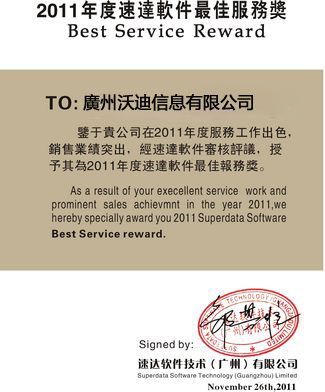 2011年度速達軟件最佳服務獎
Best Service Reward
TO: 廣州沃迪信息有限公司
鑒于貴公司在2011年度服務工作出色,
銷售業績突出，經速達軟件審核評議，授
予其為2011年度速達軟件最佳報務獎。
As a result of your execellent service work and
prominent sales achievmnt in the year 2011,we
hereby specially award you 2011 Superdata Software
Best Service reward.
Signed by:
速达软件技术（广州）有限公司
Superdata Software Technology (Guangzhou) Limited
November 26th,2011